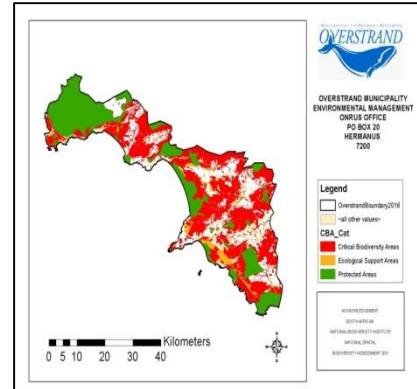 OVERSTRAND
OVERSTRAND MUNICIPALITY
ENVIRONMENTAL MANAGEMENT
ONRUS OFFICE
PO BOX 20
HERMANUS
7200
Legend
OverstrandBoundary2016
<all other values>
CBA_Cat
Critical Biodiversity Areas
Ecological Support Areas
Protected Areas
Kilometers
0 5 10 20 30 40
SOUTH AFRICAN
NATIONAL BIODIVERSITY INSTITUTE
NATIONAL SPATIAL
BIODIVERSITY ASSESSMENT 2011